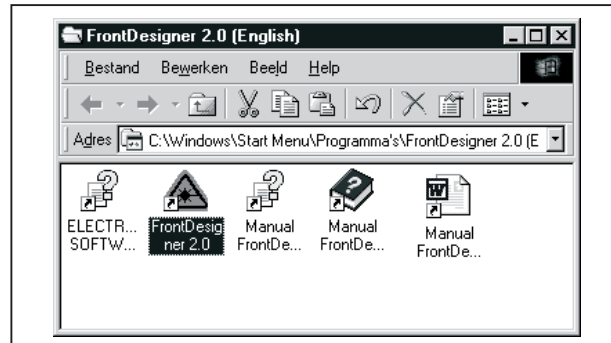 FrontDesigner 2.0 (English)
Bestand Bewerken Beeld Help
Adres C:\Windows\Start Menu\Programma's\FrontDesigner 2.0 (E
ELECTR...
SOFTW...
FrontDesig
ner 2.0
Manual
FrontDe...
Manual
FrontDe...
Manual
FrontDe...